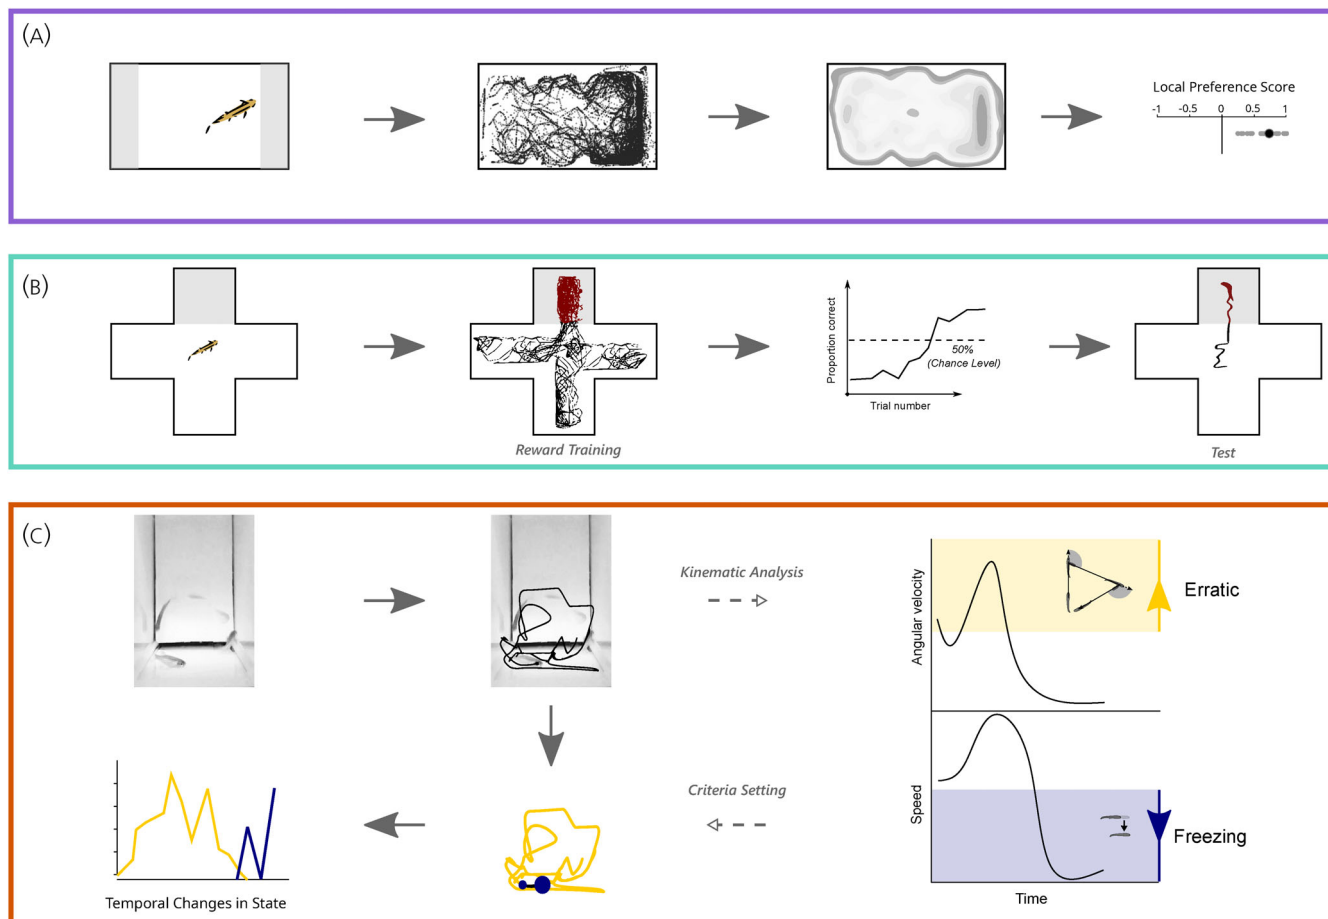 (A)
Local Preference Score
-1 -0.5 0 0.5 1
(B)
Proportion correct
50%
(Chance Level)
Trial number
Reward Training
Test
(C)
Kinematic Analysis
Angular velocity
Erratic
Criteria Setting
Speed
Freezing
Time
Temporal Changes in State